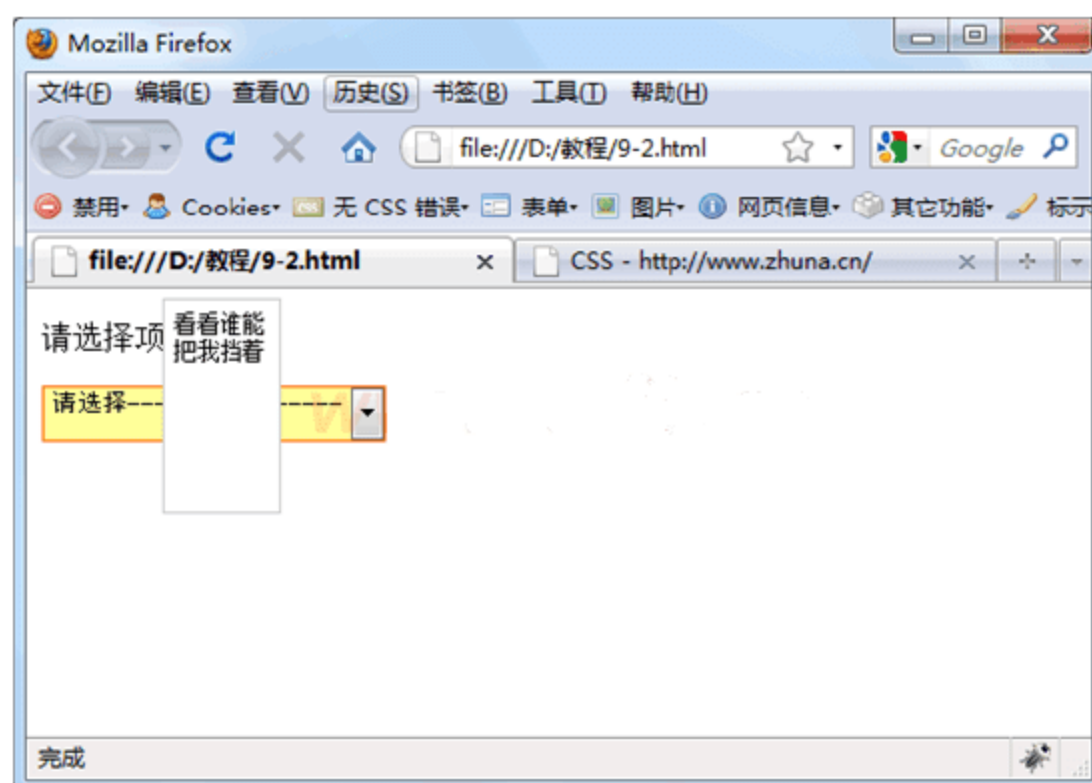 Mozilla Firefox
文件(F) 编辑(E) 查看(V) 历史(S) 书签(B) 工具(T) 帮助(H)
file:///D:/教程/9-2.html Google
禁用 Cookies 无 CSS 错误 表单 图片 网页信息 其它功能 标示
file:///D:/教程/9-2.html CSS - http://www.zhuna.cn/
请选择项
看看谁能
把我挡着
请选择--- ------
完成